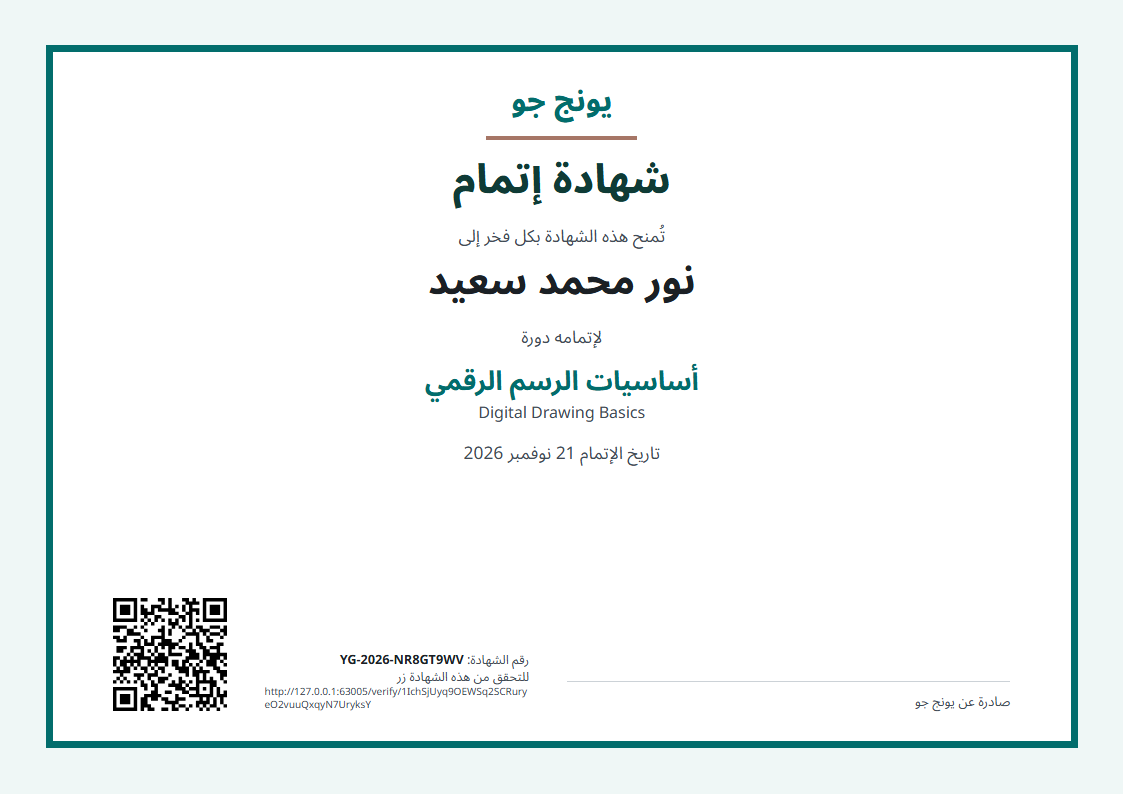 يونج جو
شهادة إتمام
تُمنح هذه الشهادة بكل فخر إلى
نور محمد سعيد
لإتمامه دورة
أساسيات الرسم الرقمي
Digital Drawing Basics
تاريخ الإتمام 21 نوفمبر 2026
صادرة عن يونج جو
رقم الشهادة: YG-2026-NR8GT9WV
للتحقق من هذه الشهادة زر
http://127.0.0.1:63005/verify/1IchSjUyq9OEWSq2SCRury
eO2vuuQxqyN7UryksY